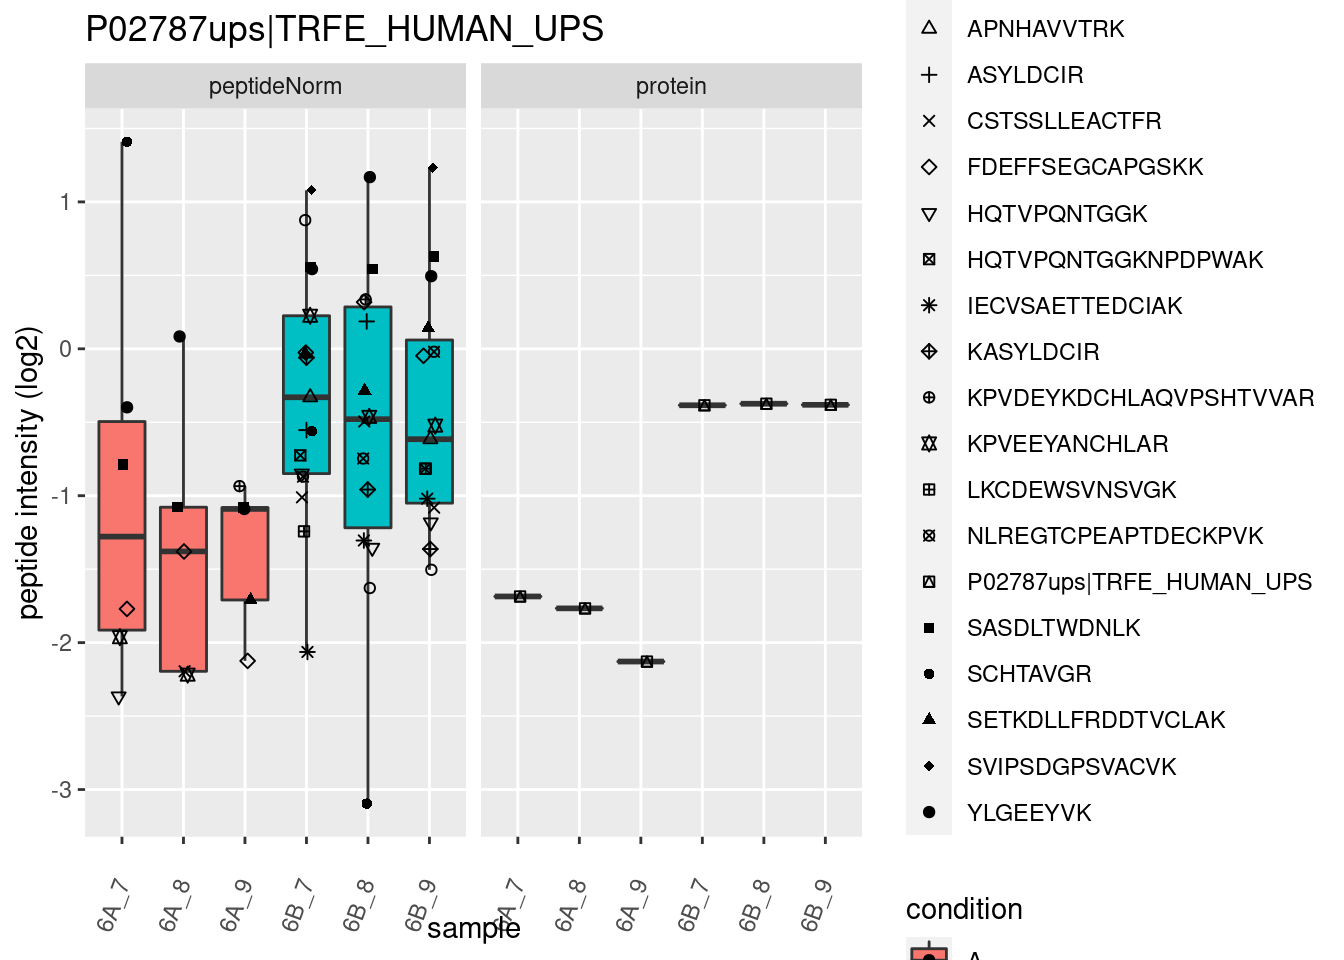 P02787ups|TRFE_HUMAN_UPS
peptideNorm
protein
peptide intensity (log2)
1
0
-1
-2
-3
6A_7
6A_8
6A_9
6B_7
6B_8
6B_9
6A_7
6A_8
6A_9
6B_7
6B_8
6B_9
sample
APNHAVVTRK
ASYLDCIR
CSTSSLLEACTFR
FDEFFSEGCAPGSKK
HQTVPQNTGGK
HQTVPQNTGGKNPDPWAK
IECVSAETTEDCIAK
KASYLDCIR
KPVDEYKDCHLAQVPSHTVVAR
KPVEEYANCHLAR
LKCDEWSVNSVGK
NLREGTCPEAPTDECKPVK
P02787ups|TRFE_HUMAN_UPS
SASDLTWDNLK
SCHTAVGR
SETKDLLFRDDTVCLAK
SVIPSDGPSVACVK
YLGEEYVK
condition
A